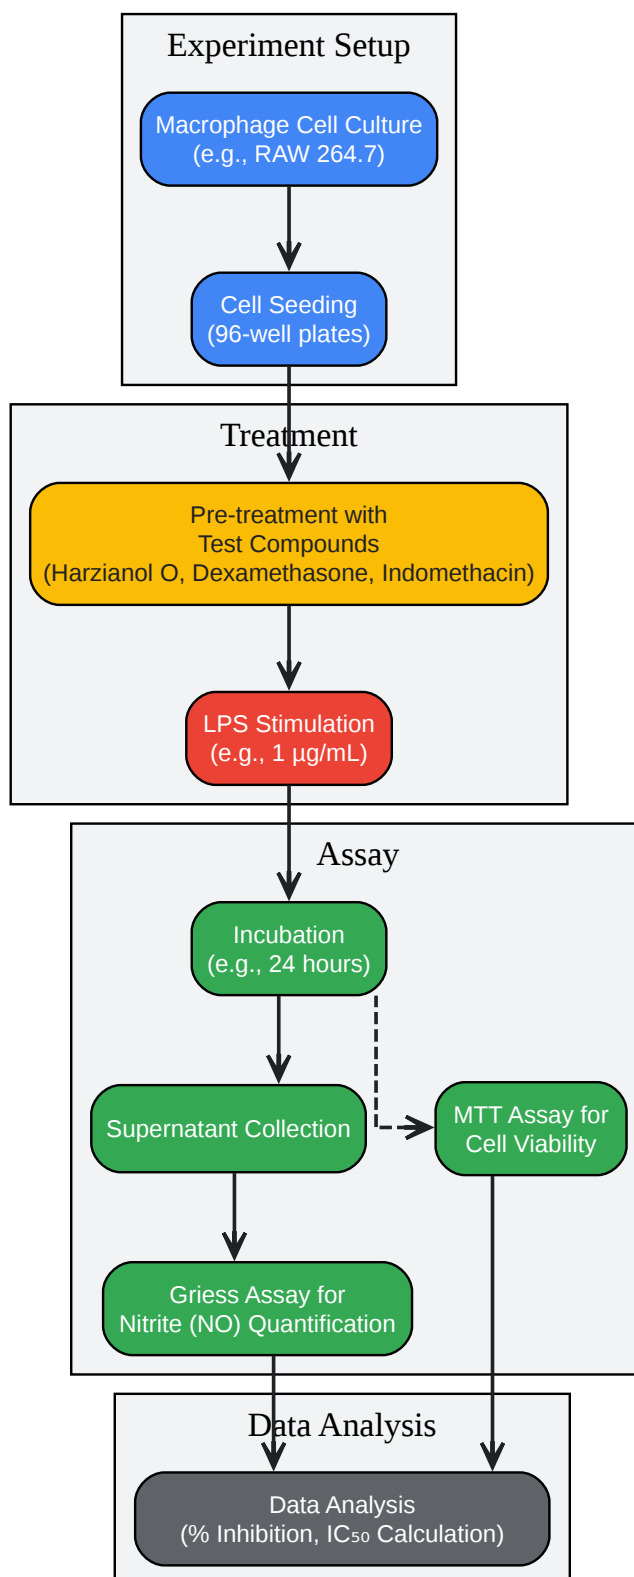 Experiment Setup
Macrophage Cell Culture
(e.g., RAW 264.7)
Cell Seeding
(96-well plates)
Treatment
Pre-treatment with
Test Compounds
(Harzianol O, Dexamethasone, Indomethacin)
LPS Stimulation
(e.g., 1 µg/mL)
Assay
Incubation
(e.g., 24 hours)
Supernatant Collection
MTT Assay for
Cell Viability
Griess Assay for
Nitrite (NO) Quantification
Data Analysis
Data Analysis
(% Inhibition, IC₅₀ Calculation)